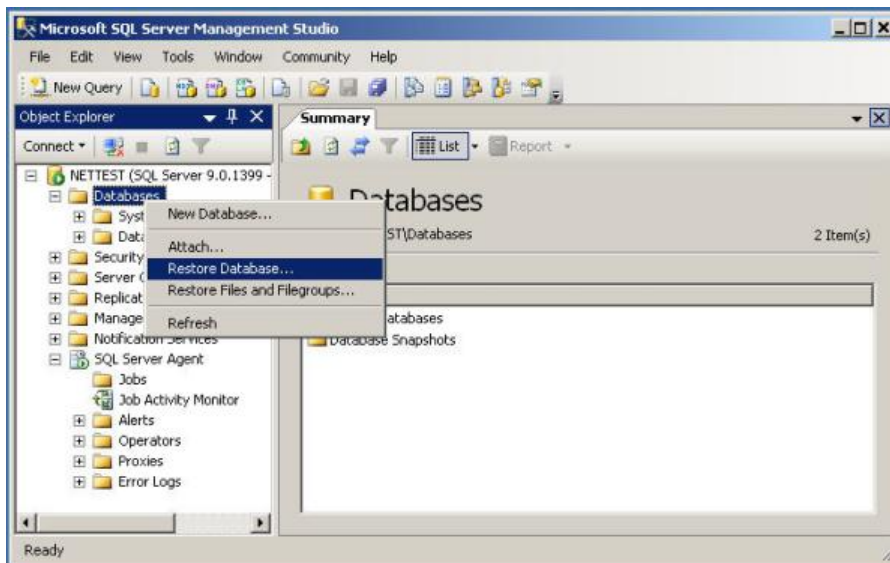 Microsoft SQL Server Management Studio
File Edit View Tools Window Community Help
New Query
Object Explorer
Summary
Connect
List Report
NETTEST (SQL Server 9.0.1399 -
Databases
Databases
Syst
New Database...
ST\Databases 2 Item(s)
Data
Attach...
Security
Restore Database...
Server
Restore Files and Filegroups...
Replicat
Manage
Refresh
atabases
Notification Services
Database Snapshots
SQL Server Agent
Jobs
Job Activity Monitor
Alerts
Operators
Proxies
Error Logs
Ready